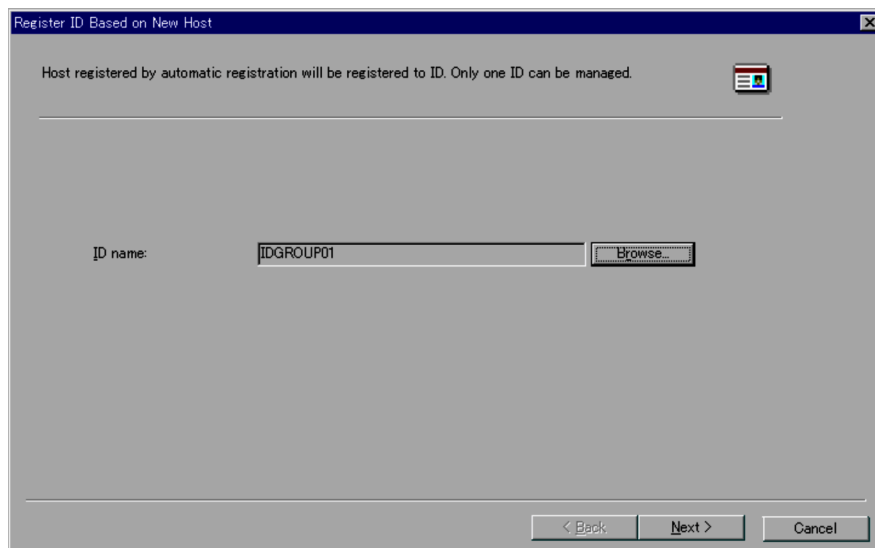 Register ID Based on New Host
Host registered by automatic registration will be registered to ID. Only one ID can be managed.
ID name: IDGROUP01 Browse...
< Back Next > Cancel